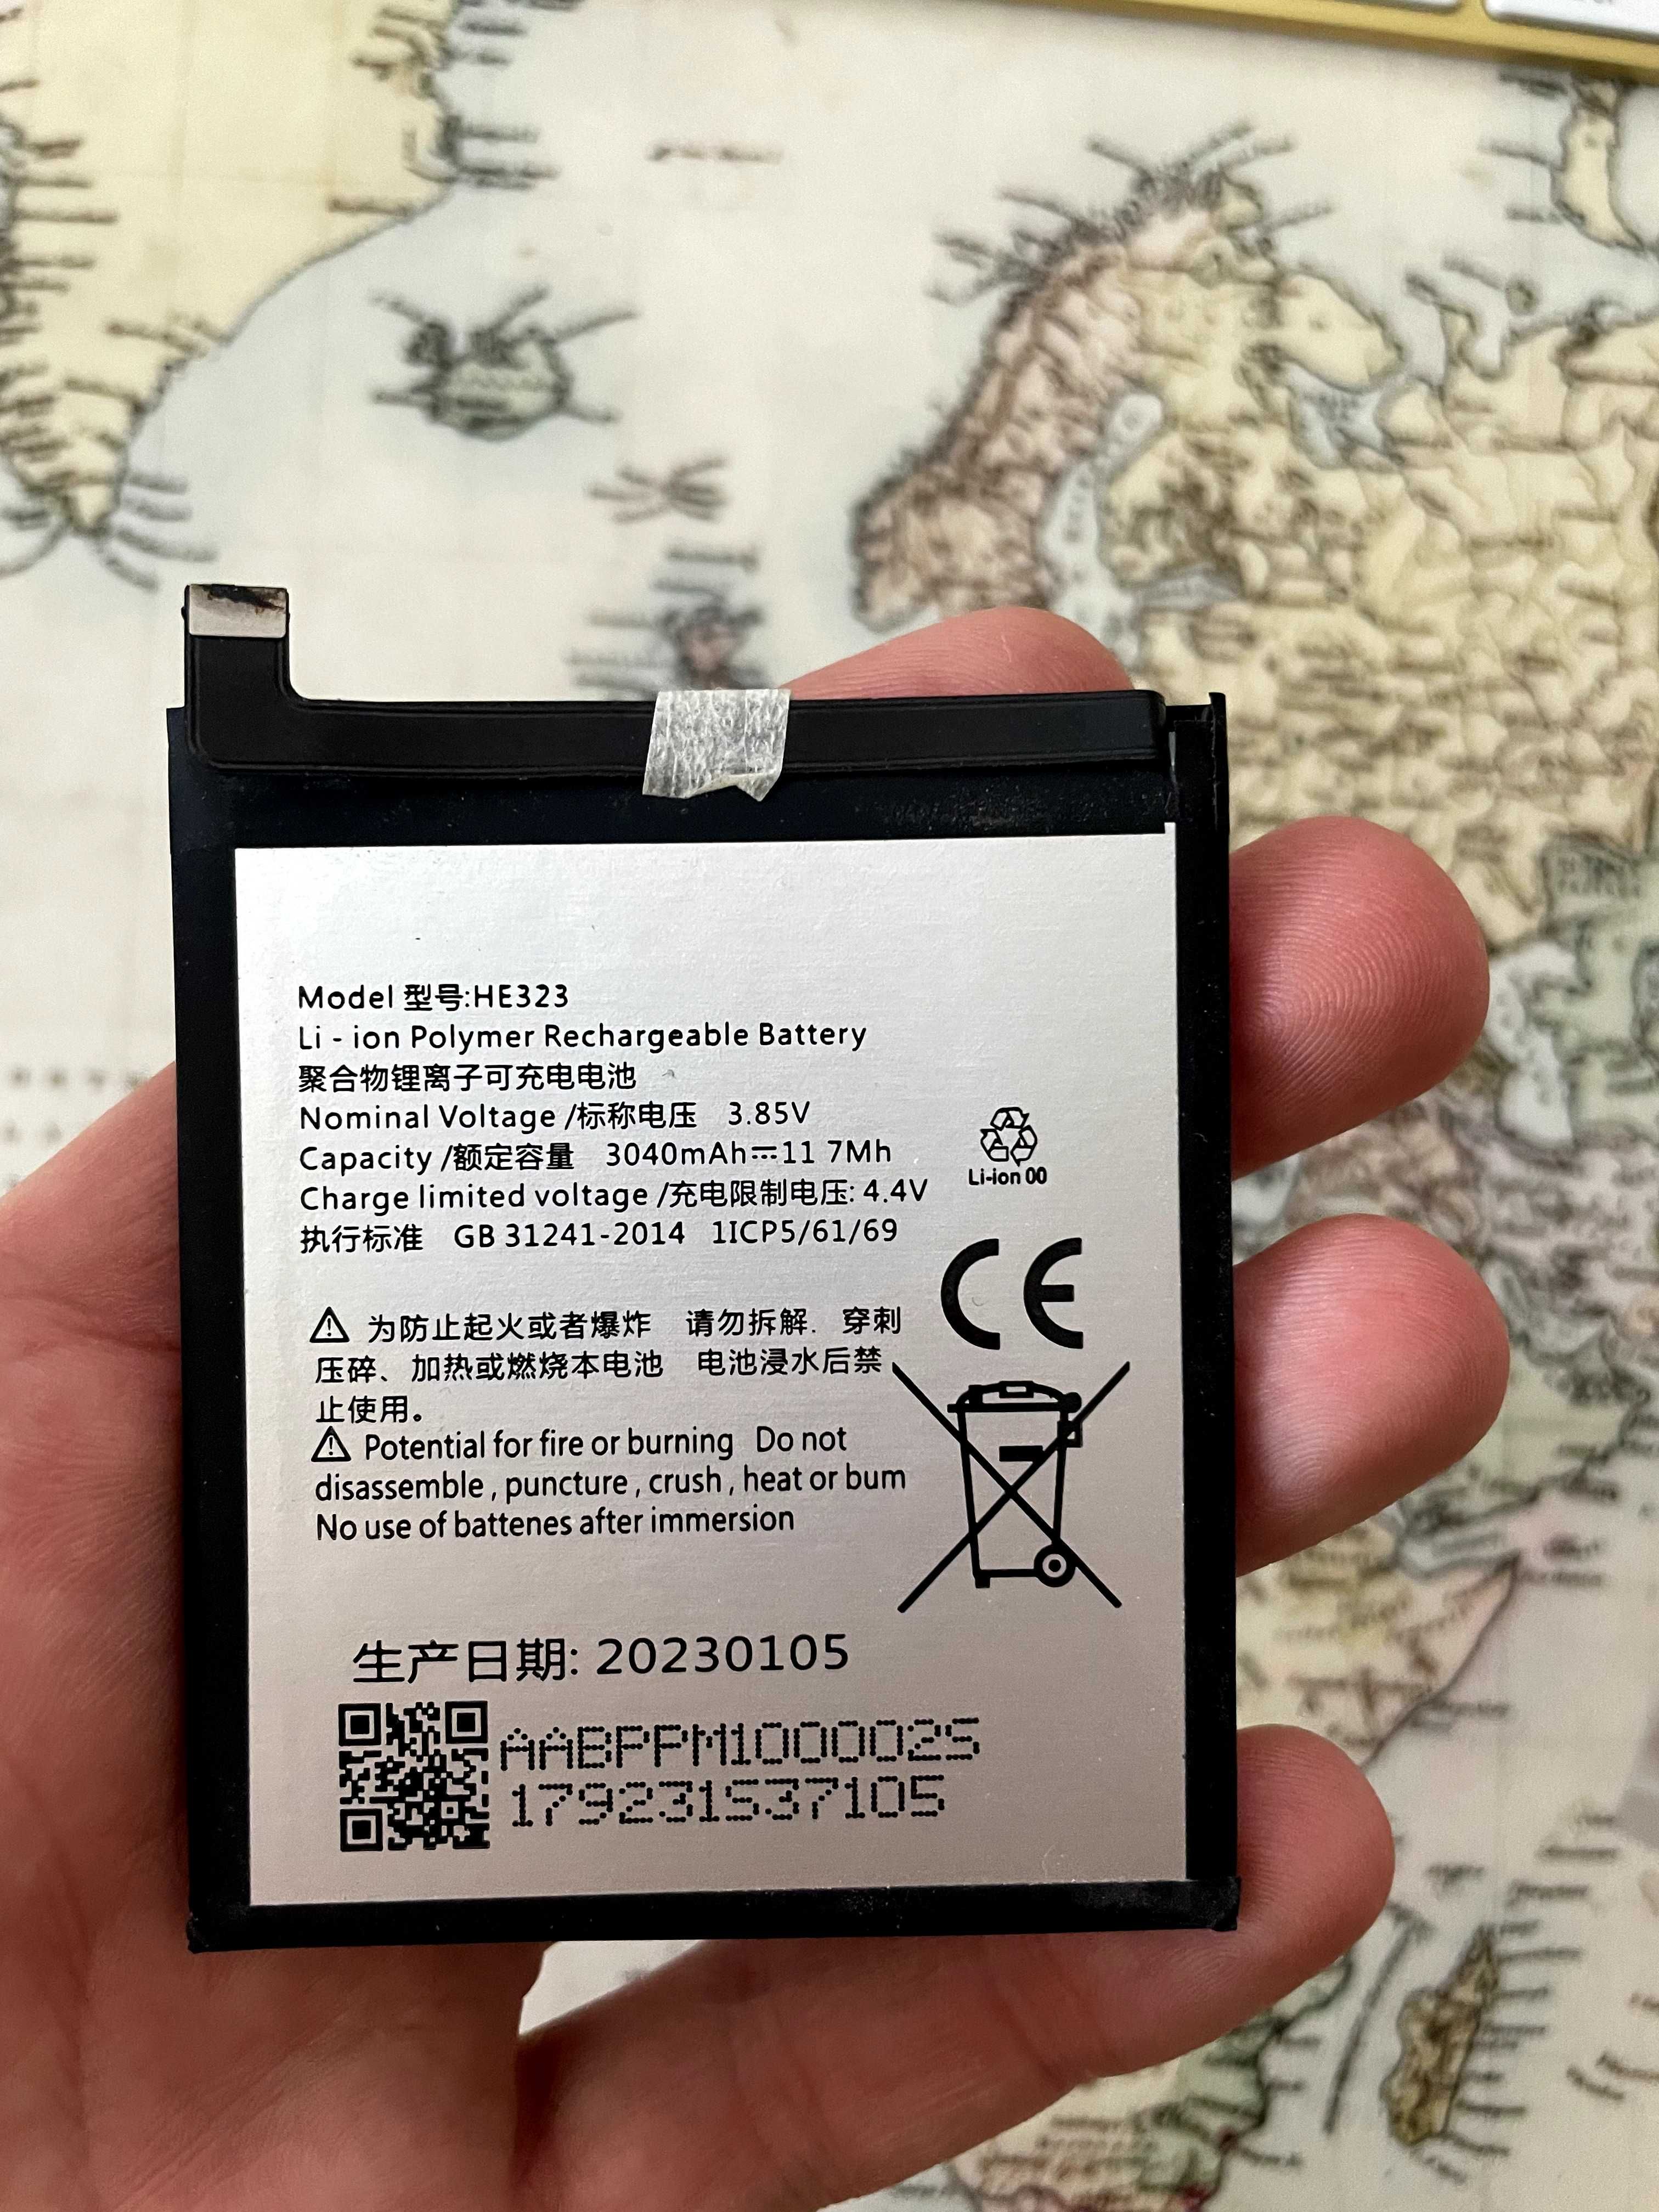 Model 型号:HE323
Li - ion Polymer Rechargeable Battery
聚合物锂离子可充电电池
Nominal Voltage /标称电压 3.85V
Capacity /额定容量 3040mAh⎓11 7Mh
Charge limited voltage /充电限制电压: 4.4V
执行标准 GB 31241-2014 1ICP5/61/69
Li-ion 00
CE
⚠ 为防止起火或者爆炸 请勿拆解. 穿刺
压碎、加热或燃烧本电池 电池浸水后禁
止使用。
⚠ Potential for fire or burning Do not
disassemble , puncture , crush , heat or bum
No use of battenes after immersion
生产日期: 20230105
AABPPM1000025
179231537105